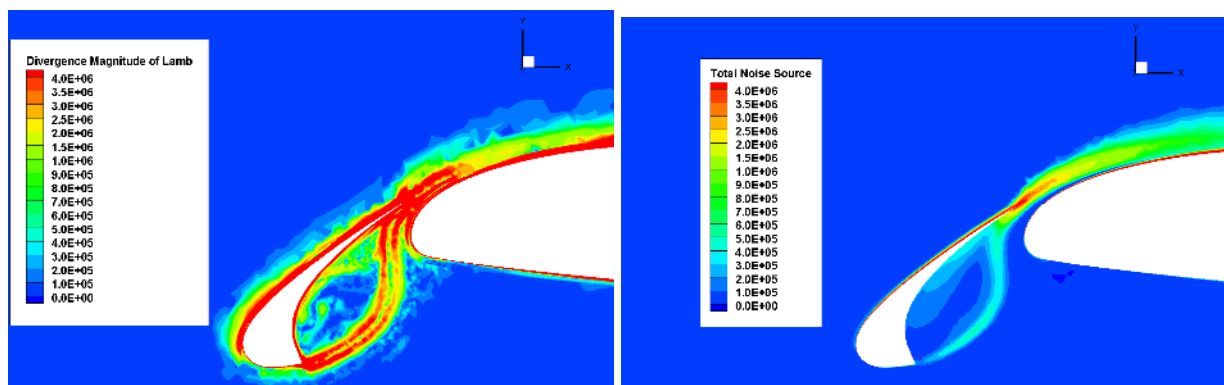 Divergence Magnitude of Lamb
4.0E+06
3.5E+06
3.0E+06
2.5E+06
2.0E+06
1.5E+06
1.0E+06
9.0E+05
8.0E+05
7.0E+05
6.0E+05
5.0E+05
4.0E+05
3.0E+05
2.0E+05
1.0E+05
0.0E+00
Y
X
Total Noise Source
4.0E+06
3.5E+06
3.0E+06
2.5E+06
2.0E+06
1.5E+06
1.0E+06
9.0E+05
8.0E+05
7.0E+05
6.0E+05
5.0E+05
4.0E+05
3.0E+05
2.0E+05
1.0E+05
0.0E+00
Y
X